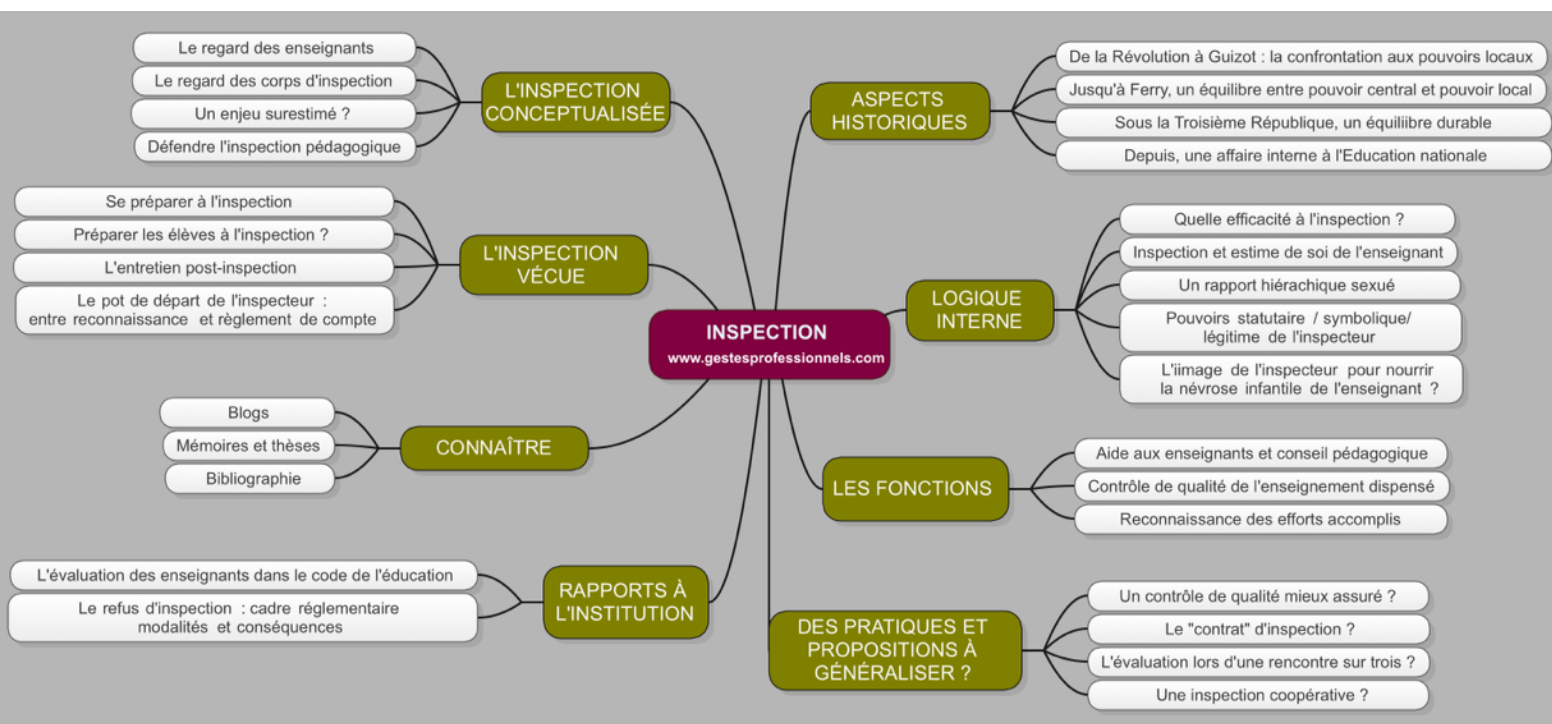 INSPECTION
www.gestesprofessionnels.com
L'INSPECTION
CONCEPTUALISÉE
Le regard des enseignants
Le regard des corps d'inspection
Un enjeu surestimé ?
Défendre l'inspection pédagogique
L'INSPECTION
VÉCUE
Se préparer à l'inspection
Préparer les élèves à l'inspection ?
L'entretien post-inspection
Le pot de départ de l'inspecteur :
entre reconnaissance et règlement de compte
CONNAÎTRE
Blogs
Mémoires et thèses
Bibliographie
RAPPORTS À
L'INSTITUTION
L'évaluation des enseignants dans le code de l'éducation
Le refus d'inspection : cadre réglementaire
modalités et conséquences
ASPECTS
HISTORIQUES
De la Révolution à Guizot : la confrontation aux pouvoirs locaux
Jusqu'à Ferry, un équilibre entre pouvoir central et pouvoir local
Sous la Troisième République, un équiliibre durable
Depuis, une affaire interne à l'Education nationale
LOGIQUE
INTERNE
Quelle efficacité à l'inspection ?
Inspection et estime de soi de l'enseignant
Un rapport hiérachique sexué
Pouvoirs statutaire / symbolique/
légitime de l'inspecteur
L'iimage de l'inspecteur pour nourrir
la névrose infantile de l'enseignant ?
LES FONCTIONS
Aide aux enseignants et conseil pédagogique
Contrôle de qualité de l'enseignement dispensé
Reconnaissance des efforts accomplis
DES PRATIQUES ET
PROPOSITIONS À
GÉNÉRALISER ?
Un contrôle de qualité mieux assuré ?
Le "contrat" d'inspection ?
L'évaluation lors d'une rencontre sur trois ?
Une inspection coopérative ?